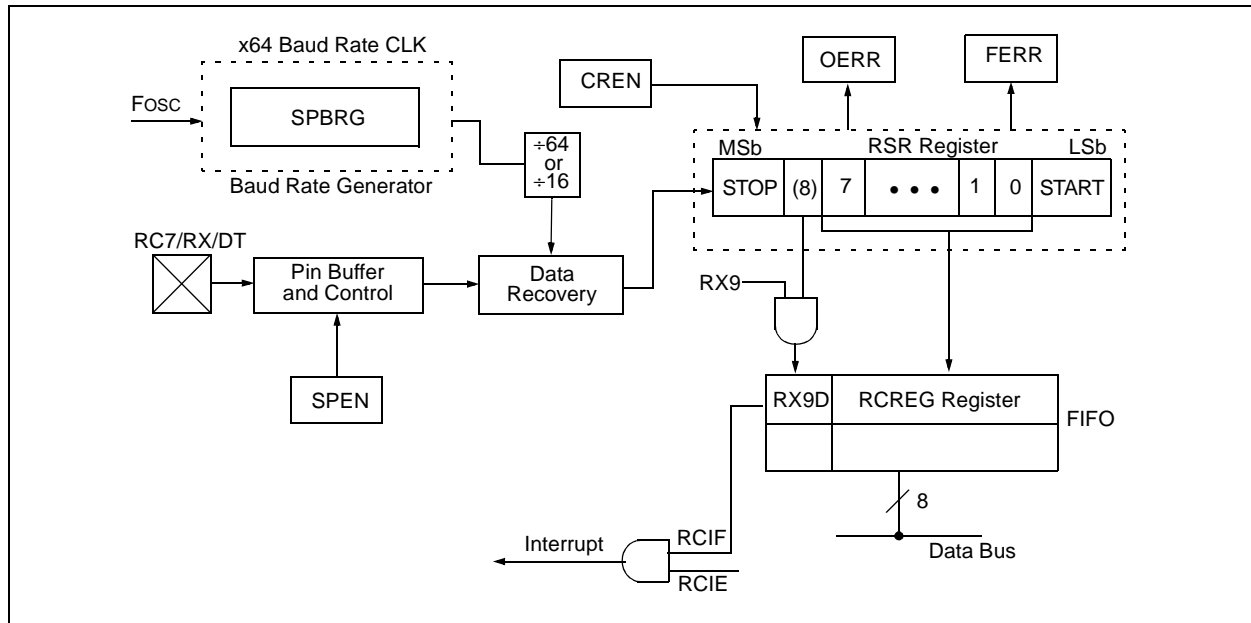 x64 Baud Rate CLK
FOSC
SPBRG
Baud Rate Generator
÷64
or
÷16
CREN
OERR
FERR
MSb
RSR Register
LSb
STOP
(8)
7
• • •
1
0
START
RC7/RX/DT
Pin Buffer
and Control
Data
Recovery
RX9
SPEN
RX9D
RCREG Register
FIFO
8
Data Bus
Interrupt
RCIF
RCIE